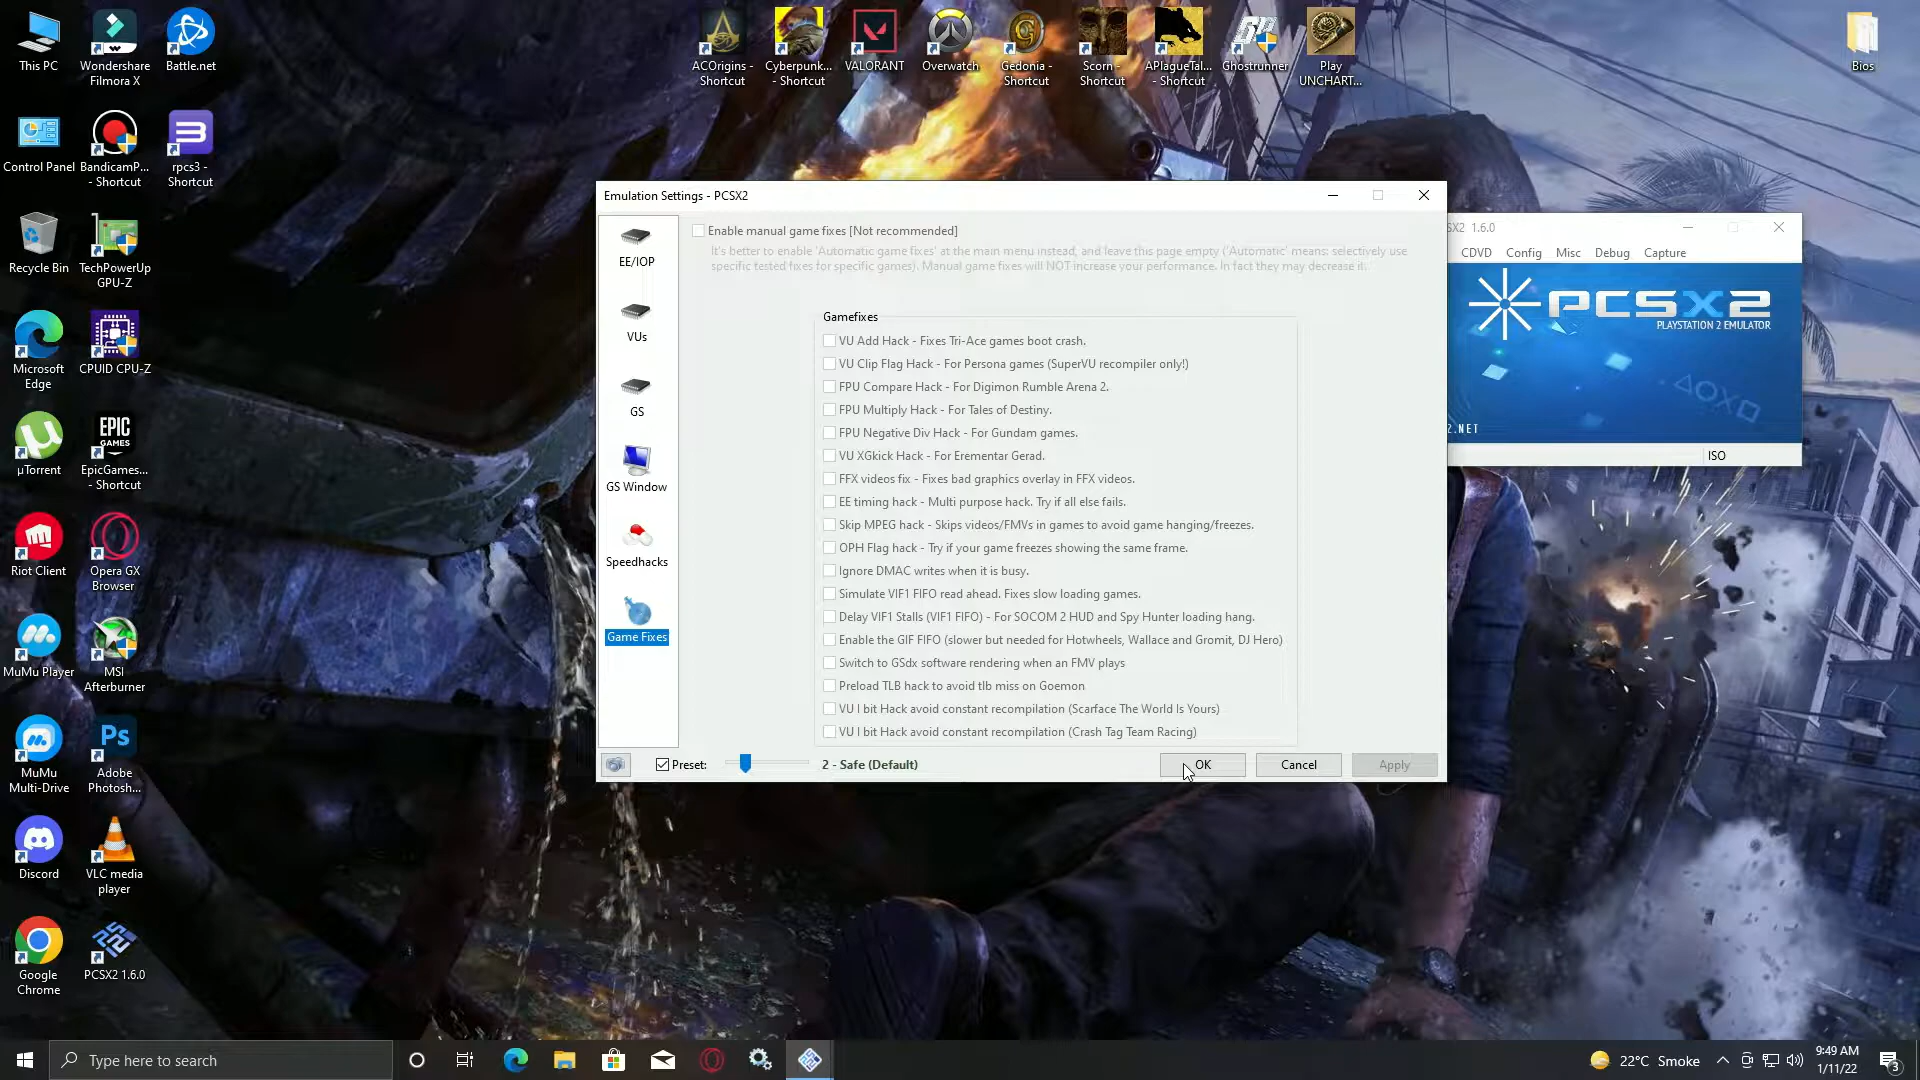 This PC
Wondershare
Filmora X
Battle.net
ACOrigins -
Shortcut
Cyberpunk...
- Shortcut
VALORANT
Overwatch
Gedonia -
Shortcut
Scorn -
Shortcut
APlagueTal...
- Shortcut
Ghostrunner
Play
UNCHART...
Bios
Control Panel
BandicamP...
- Shortcut
rpcs3 -
Shortcut
Recycle Bin
TechPowerUp
GPU-Z
Microsoft
Edge
CPUID CPU-Z
µTorrent
EPIC
GAMES
EpicGames...
- Shortcut
Riot Client
Opera GX
Browser
MuMu Player
MSI
Afterburner
MuMu
Multi-Drive
Ps
Adobe
Photosh...
Discord
VLC media
player
Google
Chrome
PCSX2 1.6.0
Emulation Settings - PCSX2
EE/IOP
VUs
GS
GS Window
Speedhacks
Game Fixes
Enable manual game fixes [Not recommended]
It's better to enable 'Automatic game fixes' at the main menu instead, and leave this page empty ('Automatic' means: selectively use
specific tested fixes for specific games). Manual game fixes will NOT increase your performance. In fact they may decrease it.
Gamefixes
VU Add Hack - Fixes Tri-Ace games boot crash.
VU Clip Flag Hack - For Persona games (SuperVU recompiler only!)
FPU Compare Hack - For Digimon Rumble Arena 2.
FPU Multiply Hack - For Tales of Destiny.
FPU Negative Div Hack - For Gundam games.
VU XGkick Hack - For Erementar Gerad.
FFX videos fix - Fixes bad graphics overlay in FFX videos.
EE timing hack - Multi purpose hack. Try if all else fails.
Skip MPEG hack - Skips videos/FMVs in games to avoid game hanging/freezes.
OPH Flag hack - Try if your game freezes showing the same frame.
Ignore DMAC writes when it is busy.
Simulate VIF1 FIFO read ahead. Fixes slow loading games.
Delay VIF1 Stalls (VIF1 FIFO) - For SOCOM 2 HUD and Spy Hunter loading hang.
Enable the GIF FIFO (slower but needed for Hotwheels, Wallace and Gromit, DJ Hero)
Switch to GSdx software rendering when an FMV plays
Preload TLB hack to avoid tlb miss on Goemon
VU I bit Hack avoid constant recompilation (Scarface The World Is Yours)
VU I bit Hack avoid constant recompilation (Crash Tag Team Racing)
Preset:
2 - Safe (Default)
OK
Cancel
Apply
SX2 1.6.0
CDVD Config Misc Debug Capture
PCSX2
PLAYSTATION 2 EMULATOR
2.NET
ISO
Type here to search
22°C Smoke
9:49 AM
1/11/22
3